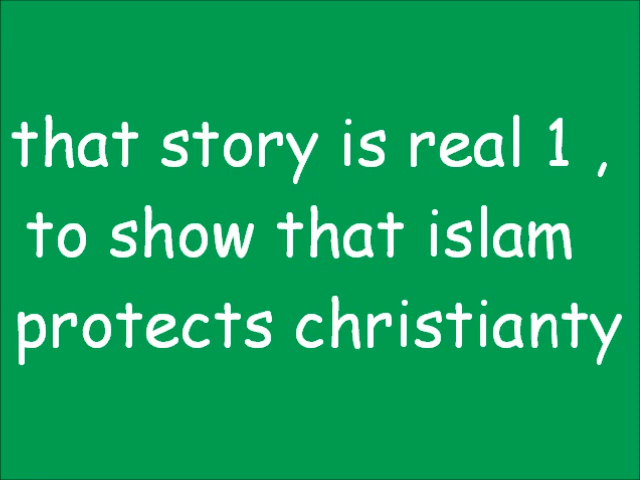 that story is real 1 ,
to show that islam
protects christianty